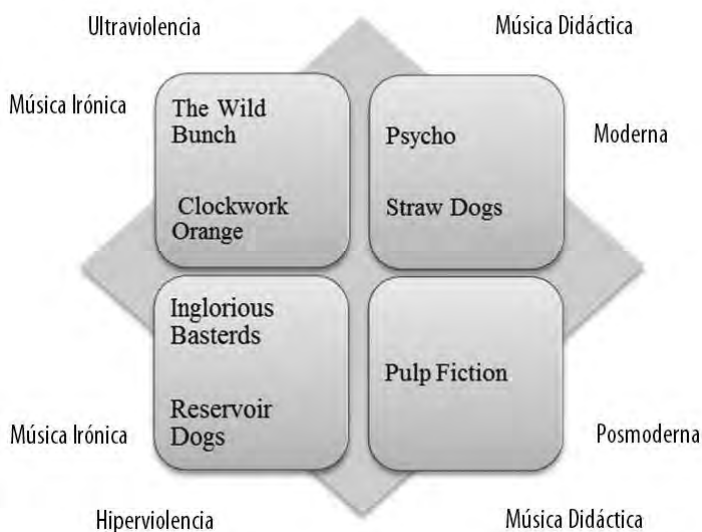 Ultraviolencia
Música Didáctica
Música Irónica
The Wild
Bunch
Clockwork
Orange
Psycho
Straw Dogs
Moderna
Inglorious
Basterds
Reservoir
Dogs
Pulp Fiction
Música Irónica
Posmoderna
Hiperviolencia
Música Didáctica